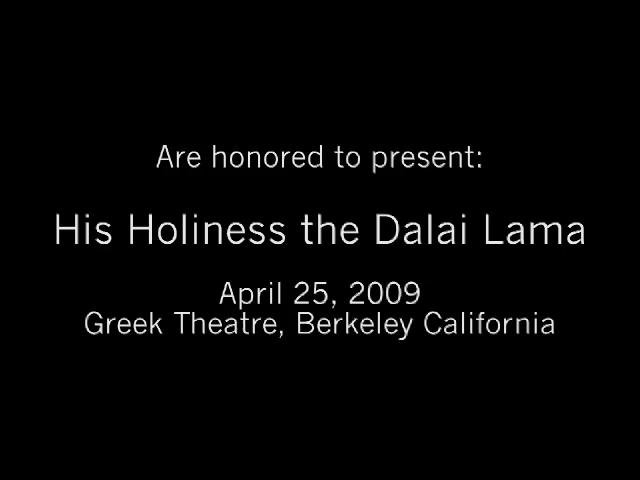 Are honored to present:
His Holiness the Dalai Lama
April 25, 2009
Greek Theatre, Berkeley California